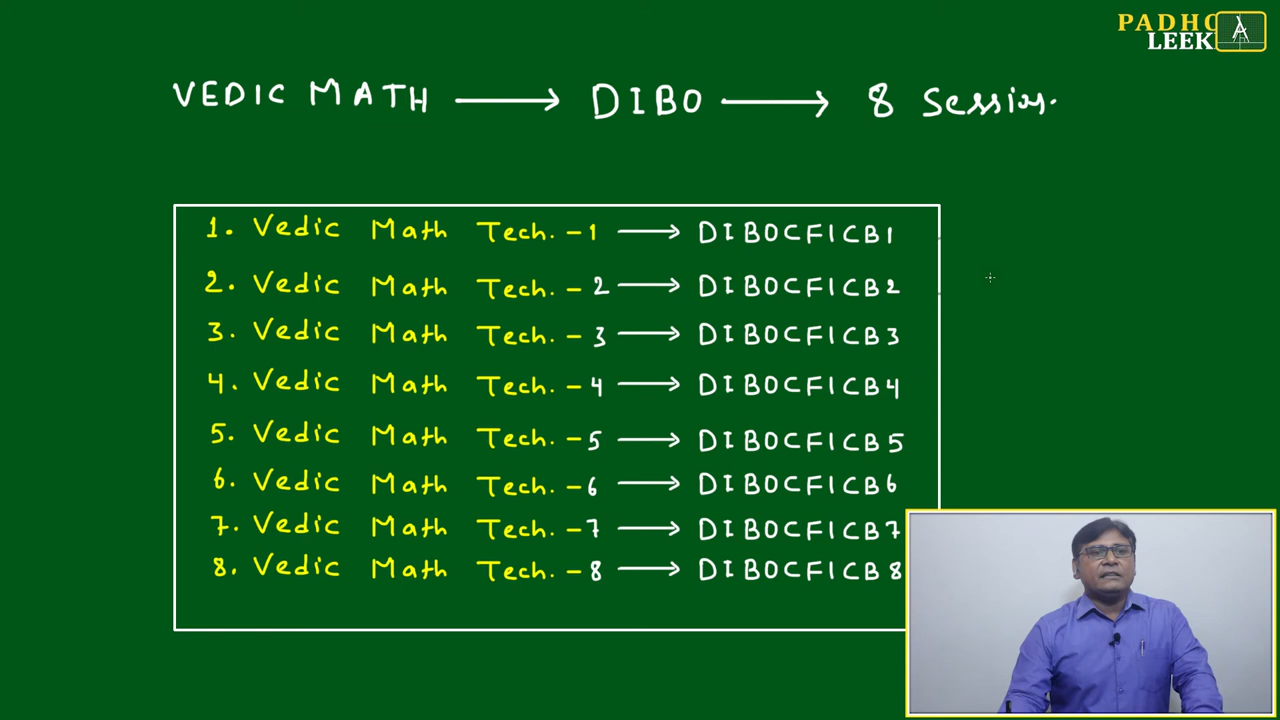 PADHO
LEEK
VEDIC MATH → DIBO → 8 Session.
1. Vedic Math Tech. - 1 → DIBOCFICB1
2. Vedic Math Tech. - 2 → DIBOCFICB2
3. Vedic Math Tech. - 3 → DIBOCFICB3
4. Vedic Math Tech. - 4 → DIBOCFICB4
5. Vedic Math Tech. - 5 → DIBOCFICB5
6. Vedic Math Tech. - 6 → DIBOCFICB6
7. Vedic Math Tech. - 7 → DIBOCFICB7
8. Vedic Math Tech. - 8 → DIBOCFICB8